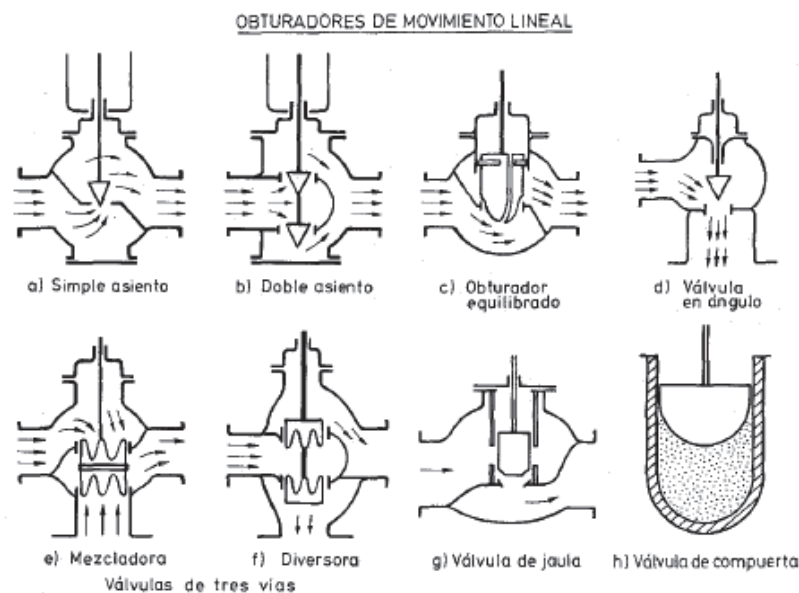 OBTURADORES DE MOVIMIENTO LINEAL
a) Simple asiento
b) Doble asiento
c) Obturador
equilibrado
d) Válvula
en ángulo
e) Mezcladora
f) Diversora
Válvulas de tres vías
g) Válvula de jaula
h) Válvula de compuerta